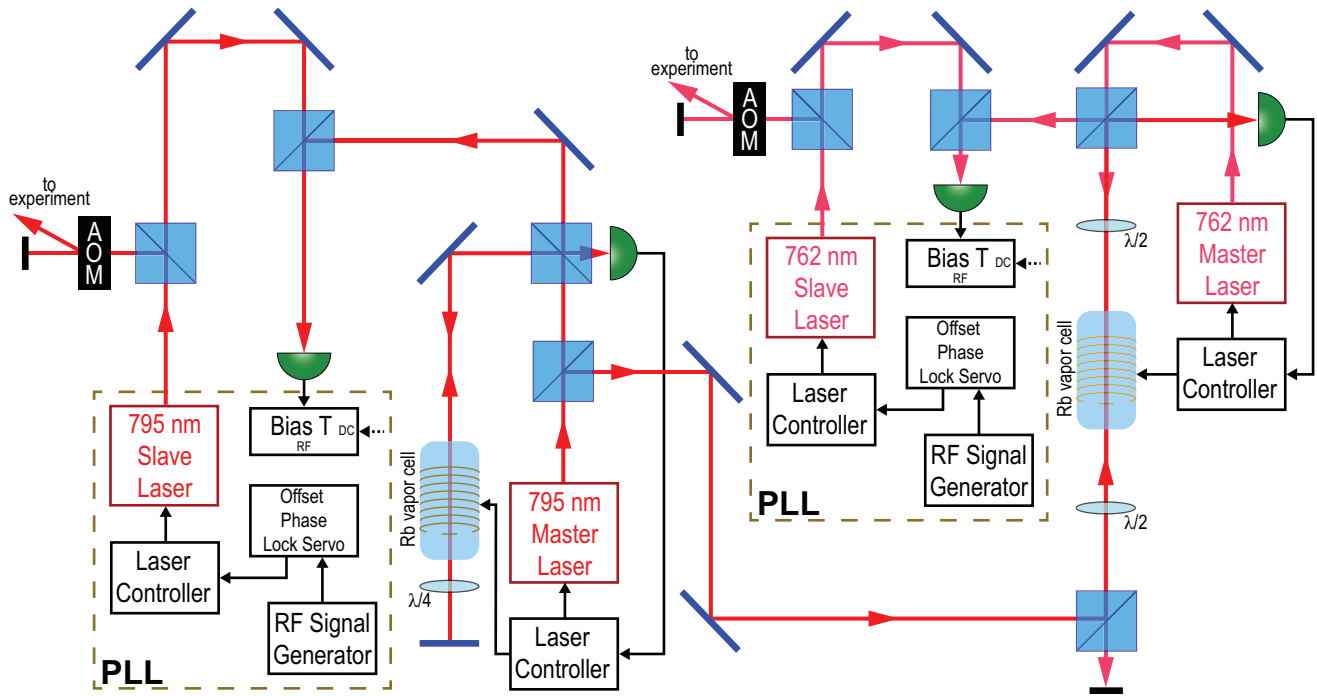 to
experiment
AOM
795 nm
Slave
Laser
Bias T DC
RF
Offset
Phase
Lock Servo
Laser
Controller
RF Signal
Generator
PLL
Rb vapor cell
λ/4
795 nm
Master
Laser
Laser
Controller
to
experiment
AOM
762 nm
Slave
Laser
Bias T DC
RF
Offset
Phase
Lock Servo
Laser
Controller
RF Signal
Generator
PLL
λ/2
Rb vapor cell
λ/2
762 nm
Master
Laser
Laser
Controller